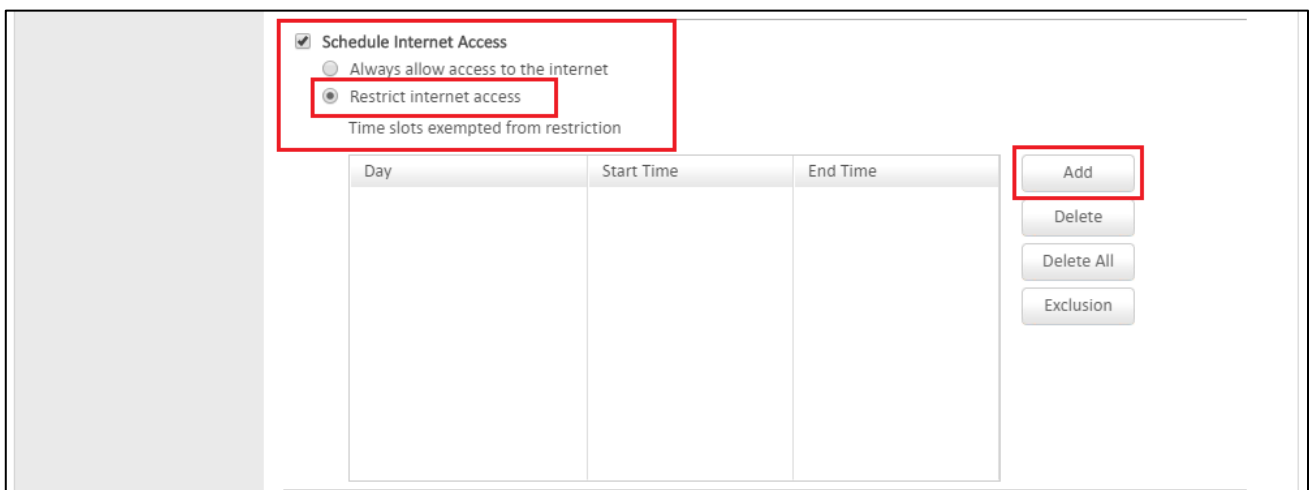 Schedule Internet Access
Always allow access to the internet
Restrict internet access
Time slots exempted from restriction
Day Start Time End Time
Add
Delete
Delete All
Exclusion